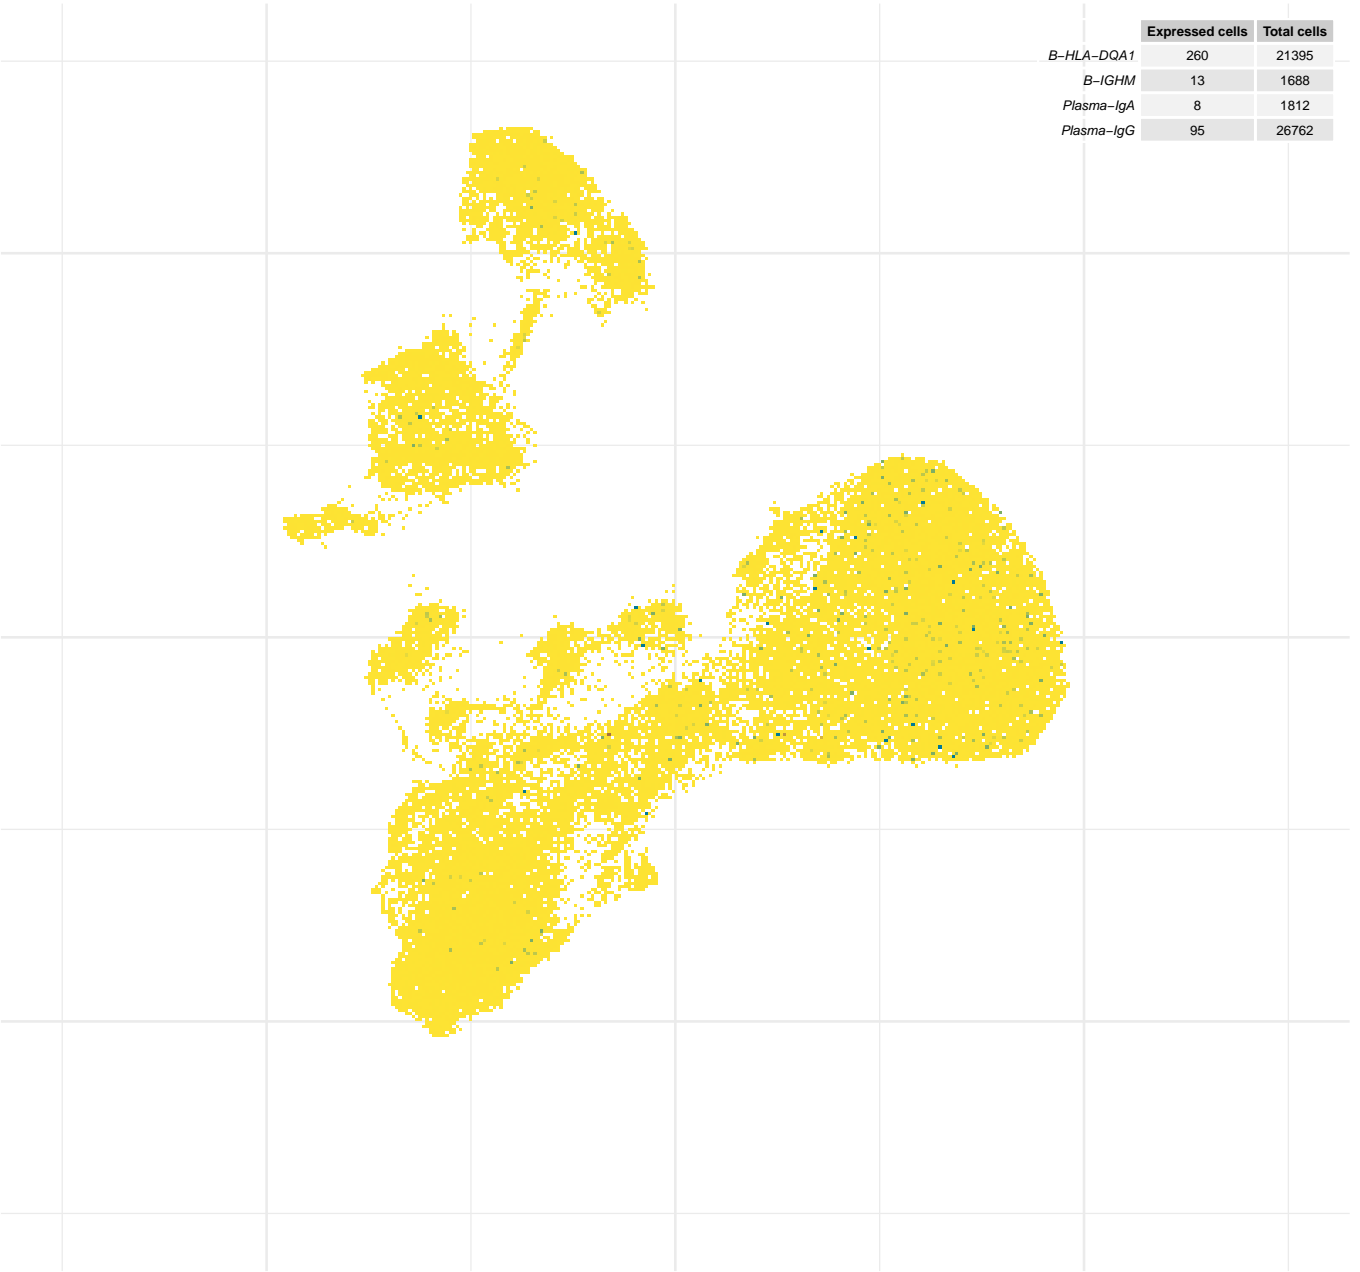 Expressed cells Total cells
B−HLA−DQA1 260 21395
B−IGHM 13 1688
Plasma−IgA 8 1812
Plasma−IgG 95 26762